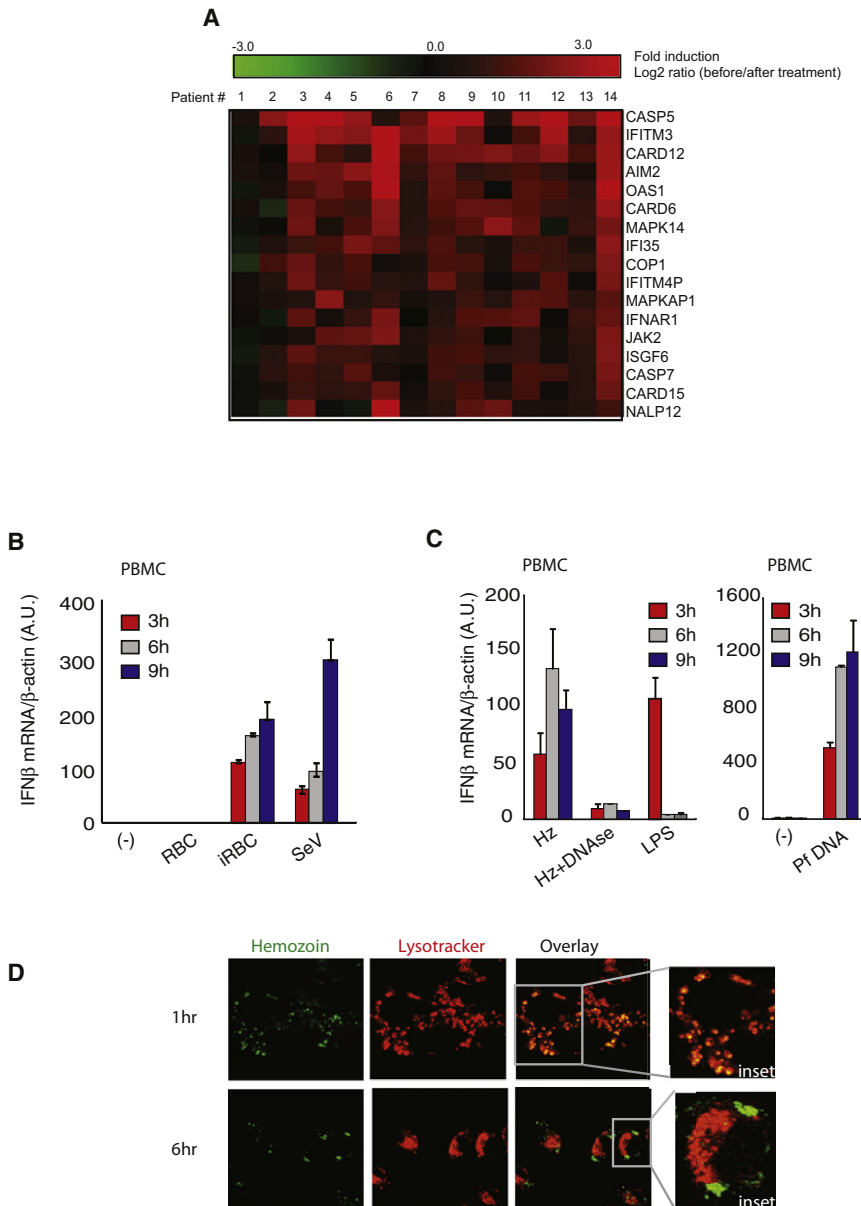 A
-3.0 0.0 3.0
Fold induction
Log2 ratio (before/after treatment)
Patient # 1 2 3 4 5 6 7 8 9 10 11 12 13 14
CASP5
IFITM3
CARD12
AIM2
OAS1
CARD6
MAPK14
IFI35
COP1
IFITM4P
MAPKAP1
IFNAR1
JAK2
ISGF6
CASP7
CARD15
NALP12
B
PBMC
IFNβ mRNA/β-actin (A.U.)
400
300
200
100
0
3h
6h
9h
(-)
RBC
iRBC
SeV
C
PBMC
IFNβ mRNA/β-actin (A.U.)
200
150
100
50
0
3h
6h
9h
Hz
Hz+DNAse
LPS
PBMC
1600
1200
800
400
0
3h
6h
9h
(-)
Pf DNA
D
Hemozoin Lysotracker Overlay
1hr
inset
6hr
inset